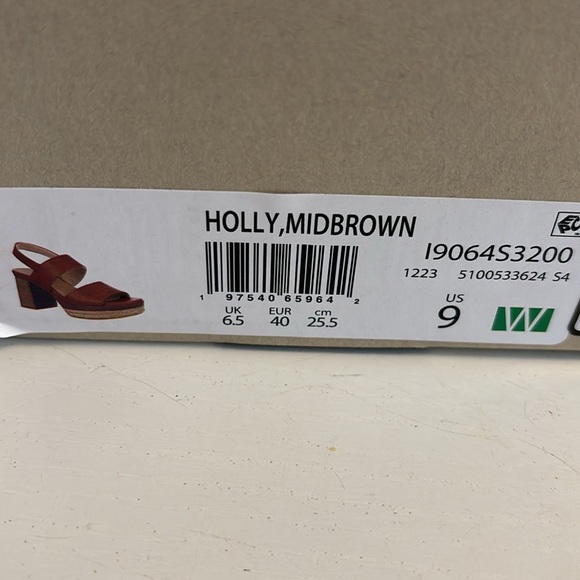 HOLLY,MIDBROWN
I9064S3200
1223 5100533624 S4
1 97540 65964 2
UK EUR cm
6.5 40 25.5
US
9
W